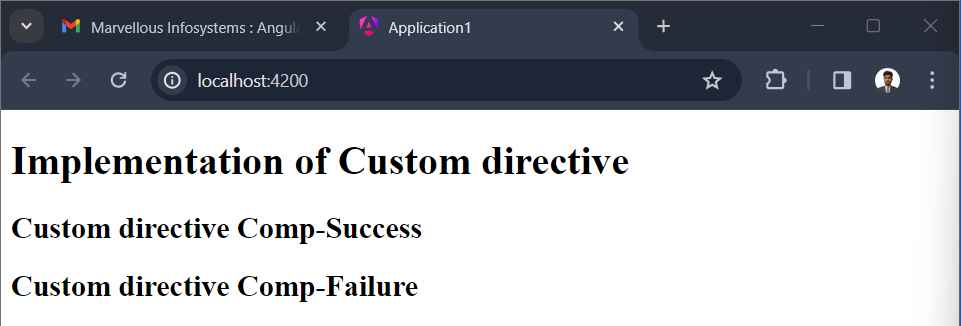 Marvellous Infosystems : Angul
Application1
localhost:4200
Implementation of Custom directive
Custom directive Comp-Success
Custom directive Comp-Failure